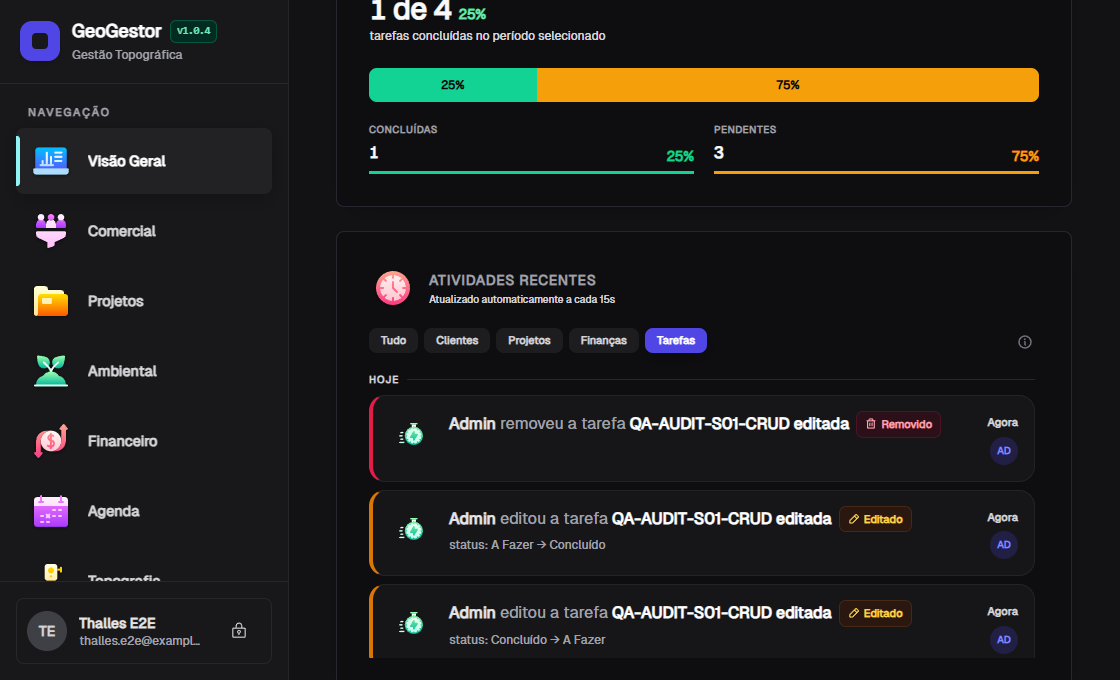 GeoGestor v1.0.4
Gestão Topográfica
NAVEGAÇÃO
Visão Geral
Comercial
Projetos
Ambiental
Financeiro
Agenda
Topografia
TE
Thalles E2E
thalles.e2e@exampl...
1 de 4 25%
tarefas concluídas no período selecionado
25% 75%
CONCLUÍDAS
1 25%
PENDENTES
3 75%
ATIVIDADES RECENTES
Atualizado automaticamente a cada 15s
Tudo Clientes Projetos Finanças Tarefas
HOJE
Admin removeu a tarefa QA-AUDIT-S01-CRUD editada Removido Agora
AD
Admin editou a tarefa QA-AUDIT-S01-CRUD editada Editado Agora
status: A Fazer → Concluído AD
Admin editou a tarefa QA-AUDIT-S01-CRUD editada Editado Agora
status: Concluído → A Fazer AD